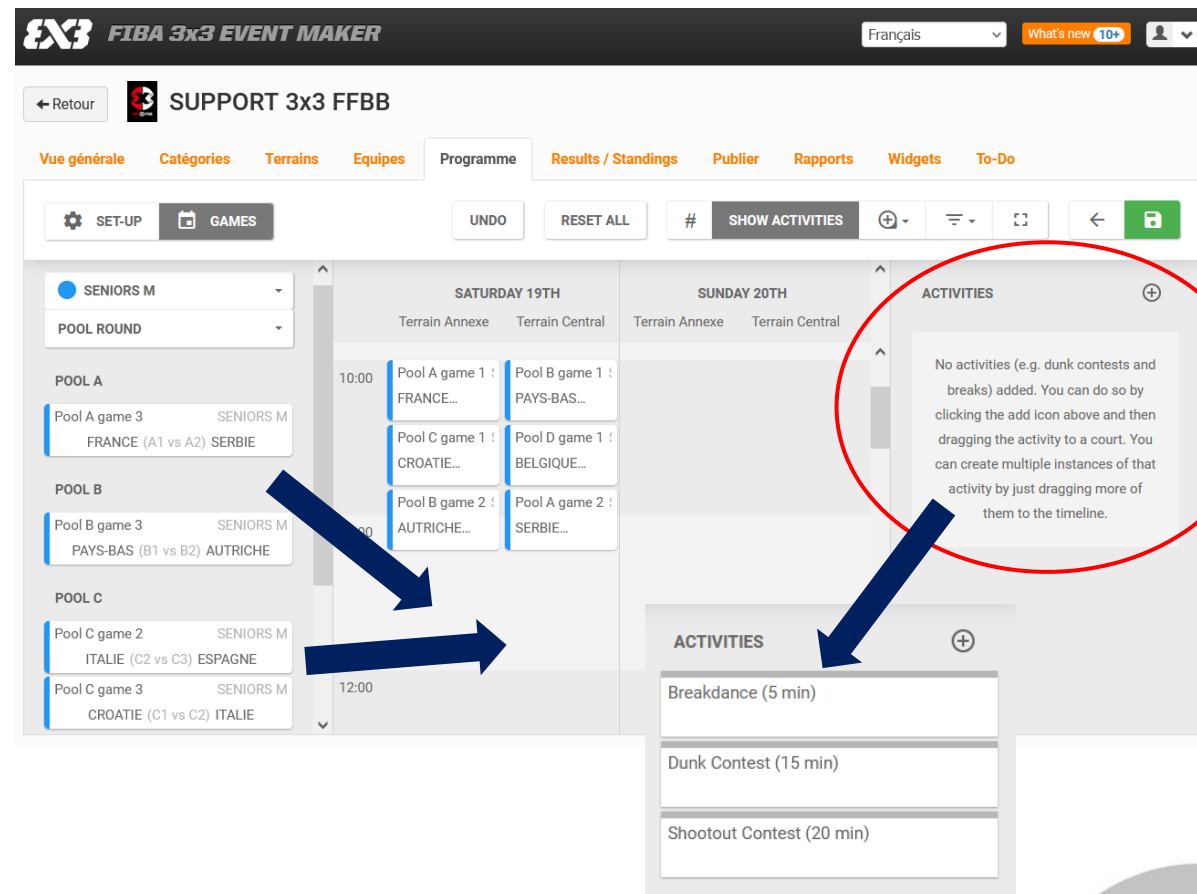 3X3 FIBA 3x3 EVENT MAKER
Français
What's new 10+
Retour
SUPPORT 3x3 FFBB
Vue générale Catégories Terrains Equipes Programme Results / Standings Publier Rapports Widgets To-Do
SET-UP GAMES UNDO RESET ALL # SHOW ACTIVITIES
SENIORS M
POOL ROUND
POOL A
Pool A game 3 SENIORS M
FRANCE (A1 vs A2) SERBIE
POOL B
Pool B game 3 SENIORS M
PAYS-BAS (B1 vs B2) AUTRICHE
POOL C
Pool C game 2 SENIORS M
ITALIE (C2 vs C3) ESPAGNE
Pool C game 3 SENIORS M
CROATIE (C1 vs C2) ITALIE
SATURDAY 19TH SUNDAY 20TH
Terrain Annexe Terrain Central Terrain Annexe Terrain Central
10:00
Pool A game 1 S
FRANCE…
Pool B game 1 S
PAYS-BAS…
Pool C game 1 S
CROATIE…
Pool D game 1 S
BELGIQUE…
Pool B game 2 S
AUTRICHE…
Pool A game 2 S
SERBIE…
12:00
ACTIVITIES
No activities (e.g. dunk contests and
breaks) added. You can do so by
clicking the add icon above and then
dragging the activity to a court. You
can create multiple instances of that
activity by just dragging more of
them to the timeline.
ACTIVITIES
Breakdance (5 min)
Dunk Contest (15 min)
Shootout Contest (20 min)